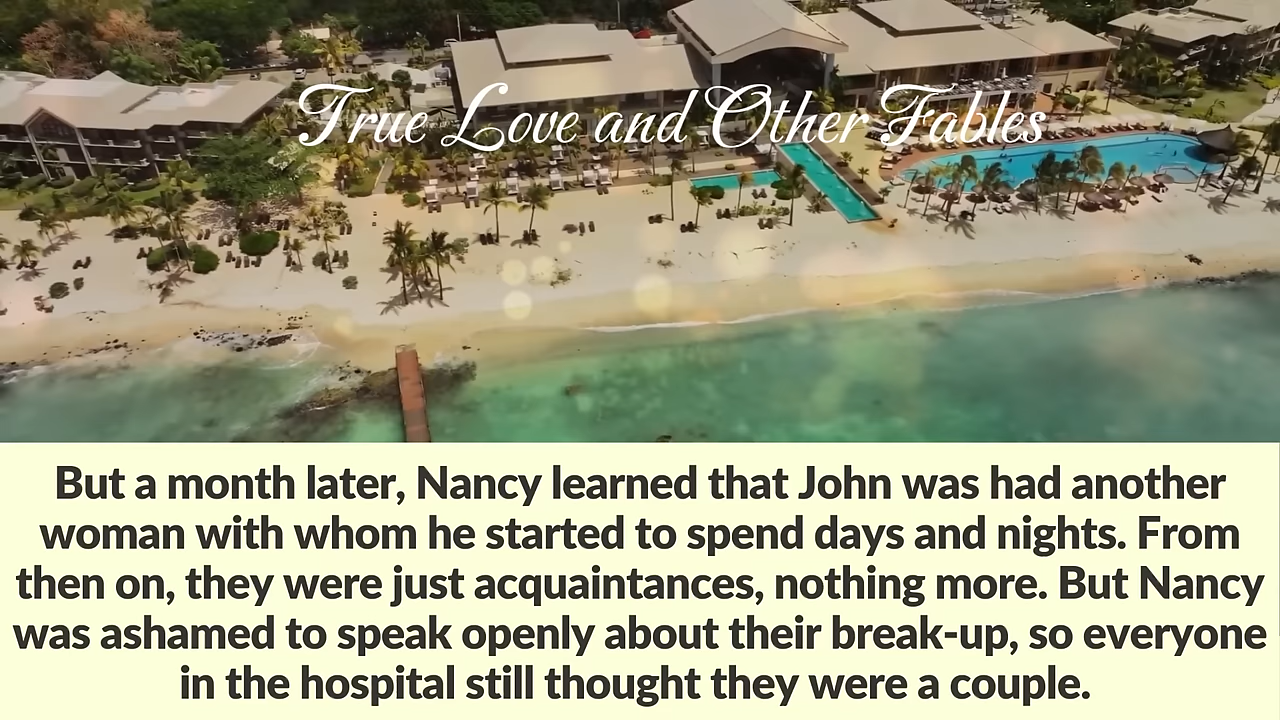 True Love and Other Fables
But a month later, Nancy learned that John was had another
woman with whom he started to spend days and nights. From
then on, they were just acquaintances, nothing more. But Nancy
was ashamed to speak openly about their break-up, so everyone
in the hospital still thought they were a couple.